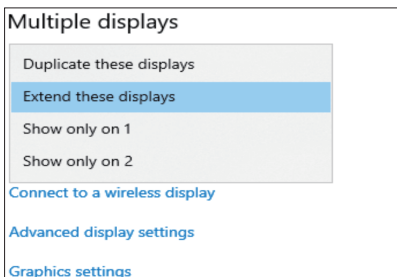 Multiple displays
Duplicate these displays
Extend these displays
Show only on 1
Show only on 2
Connect to a wireless display
Advanced display settings
Graphics settings